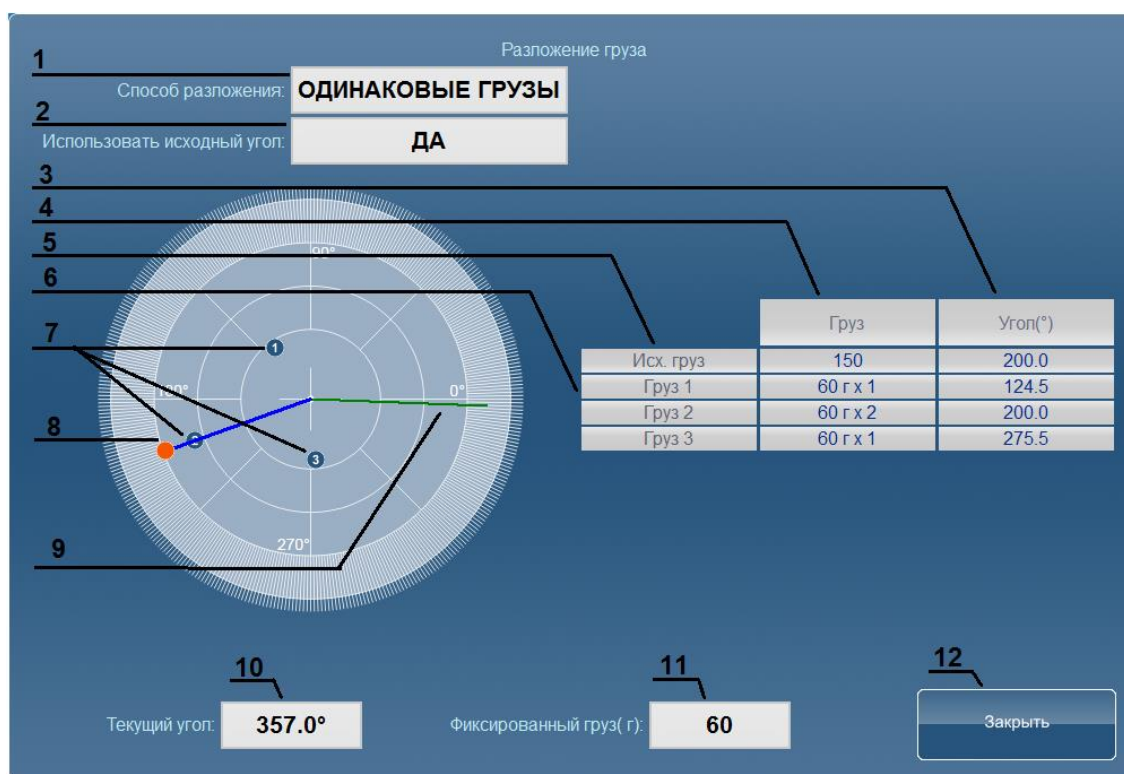 Разложение груза
1
Способ разложения: ОДИНАКОВЫЕ ГРУЗЫ
2
Использовать исходный угол: ДА
3
4
5
6
7
8
9
90°
180°
0°
270°
1
2
3
Груз Угол(°)
Исх. груз 150 200.0
Груз 1 60 г x 1 124.5
Груз 2 60 г x 2 200.0
Груз 3 60 г x 1 275.5
10
11
12
Текущий угол: 357.0°
Фиксированный груз( г): 60
Закрыть